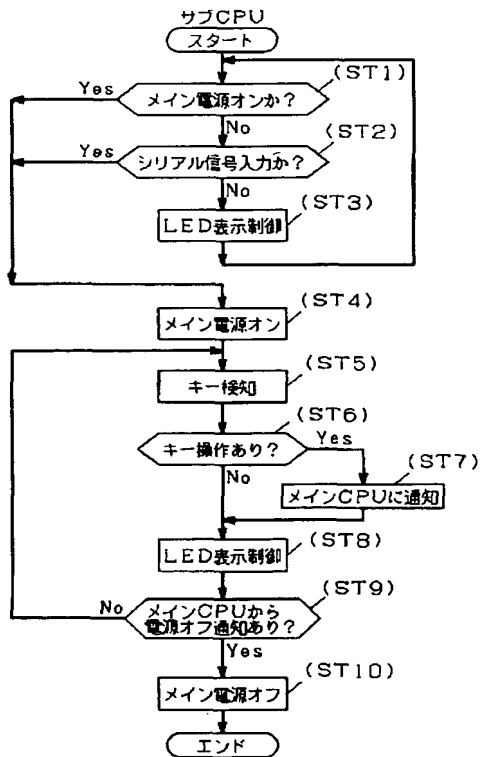 サブCPU
スタート
(ST1)
メイン電源オンか?
Yes
No
(ST2)
シリアル信号入力か?
Yes
No
(ST3)
LED表示制御
(ST4)
メイン電源オン
(ST5)
キー検知
(ST6)
キー操作あり?
Yes
No
(ST7)
メインCPUに通知
(ST8)
LED表示制御
(ST9)
メインCPUから
電源オフ通知あり?
No
Yes
(ST10)
メイン電源オフ
エンド